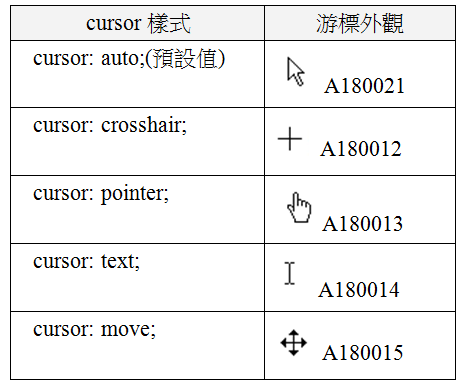 cursor 樣式 游標外觀
cursor: auto;(預設值) A180021
cursor: crosshair; A180012
cursor: pointer; A180013
cursor: text; A180014
cursor: move; A180015